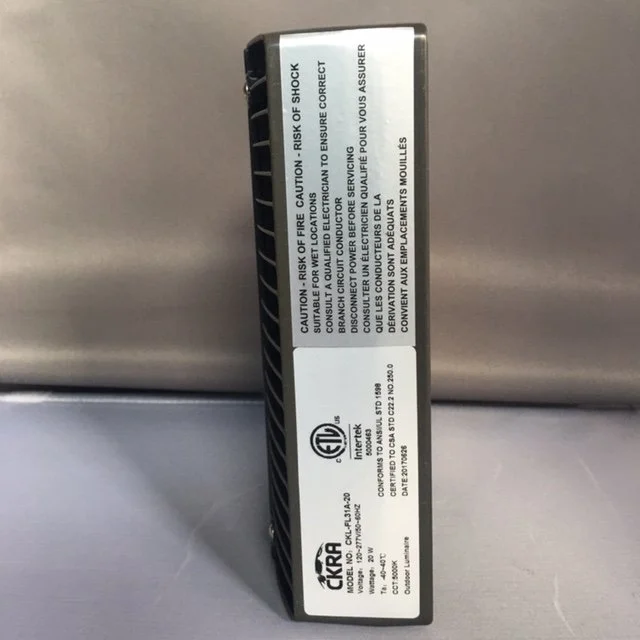 CAUTION - RISK OF FIRE CAUTION - RISK OF SHOCK
SUITABLE FOR WET LOCATIONS
CONSULT A QUALIFIED ELECTRICIAN TO ENSURE CORRECT
BRANCH CIRCUIT CONDUCTOR
DISCONNECT POWER BEFORE SERVICING
CONSULTER UN ÉLECTRICIEN QUALIFIÉ POUR VOUS ASSURER
QUE LES CONDUCTEURS DE LA
DÉRIVATION SONT ADÉQUATS
CONVIENT AUX EMPLACEMENTS MOUILLÉS
CKRA
MODEL NO: CKL-FL31A-20
Voltage: 120~277V/50~60HZ
Wattage: 20 W
Ta: -40~40℃
CCT:5000K
Outdoor Luminaire
C ETL US
Intertek
5000463
CONFORMS TO ANSI/UL STD 1598
CERTIFIED TO CSA STD C22.2 NO.250.0
DATE:20170626